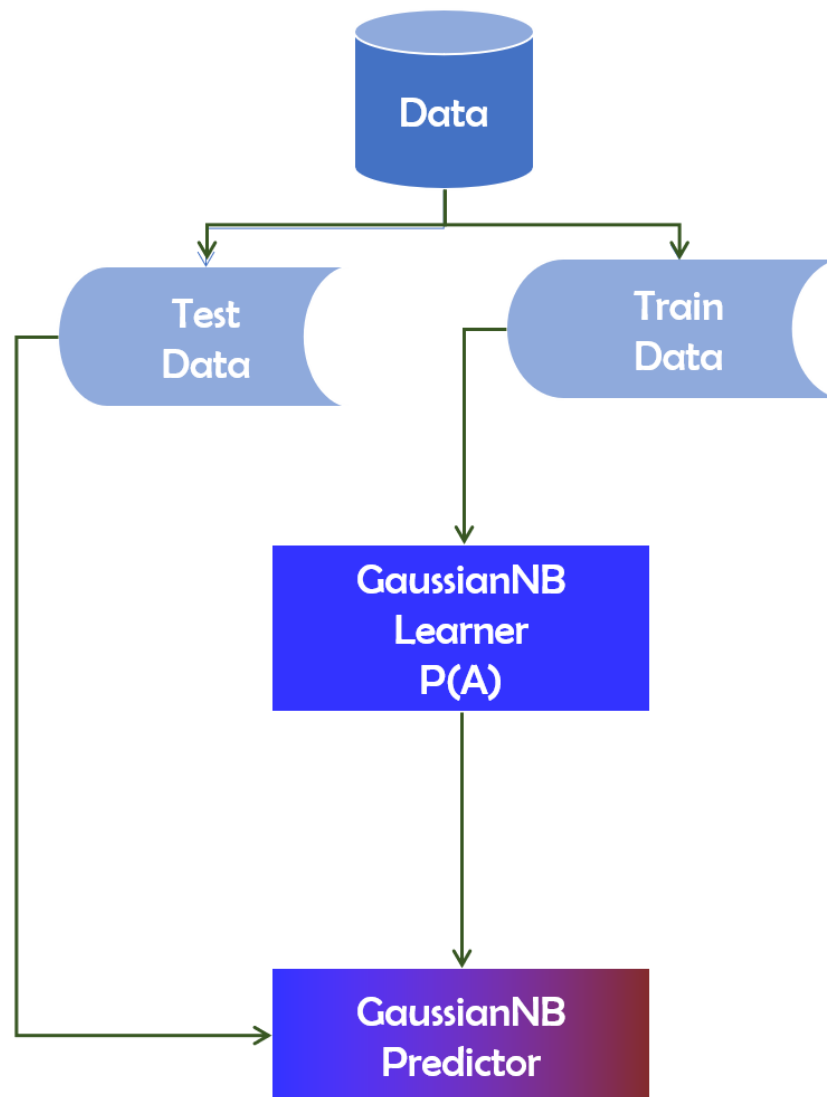 Data
Test
Data
Train
Data
GaussianNB
Learner
P(A)
GaussianNB
Predictor